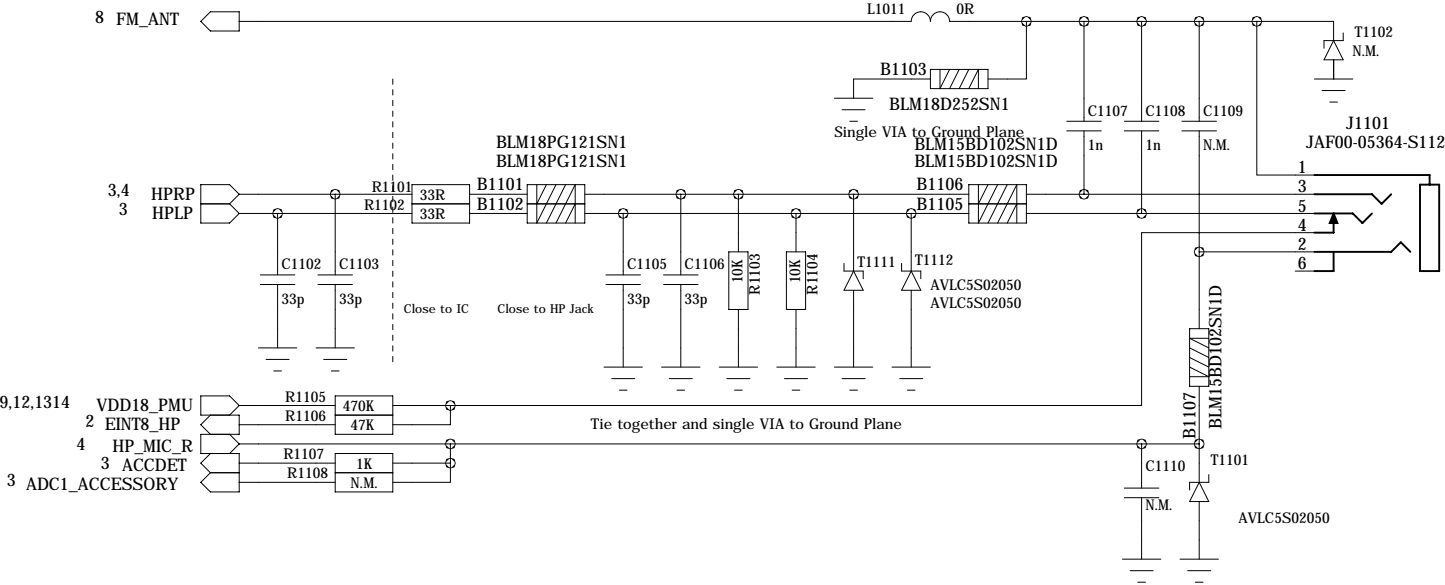 8 FM_ANT
L1011 0R
T1102
N.M.
B1103
BLM18D252SN1
Single VIA to Ground Plane
C1107
1n
C1108
1n
C1109
N.M.
J1101
JAF00-05364-S112
BLM18PG121SN1
BLM18PG121SN1
BLM15BD102SN1D
BLM15BD102SN1D
1
3
5
4
2
6
3,4 HPRP
3 HPLP
R1101 33R
R1102 33R
B1101
B1102
B1106
B1105
C1102
33p
C1103
33p
Close to IC
Close to HP Jack
C1105
33p
C1106
33p
10K
R1103
10K
R1104
T1111
T1112
AVLC5S02050
AVLC5S02050
B1107
BLM15BD102SN1D
9,12,1314 VDD18_PMU
R1105 470K
2 EINT8_HP
R1106 47K
Tie together and single VIA to Ground Plane
4 HP_MIC_R
3 ACCDET
R1107 1K
3 ADC1_ACCESSORY
R1108 N.M.
C1110
N.M.
T1101
AVLC5S02050